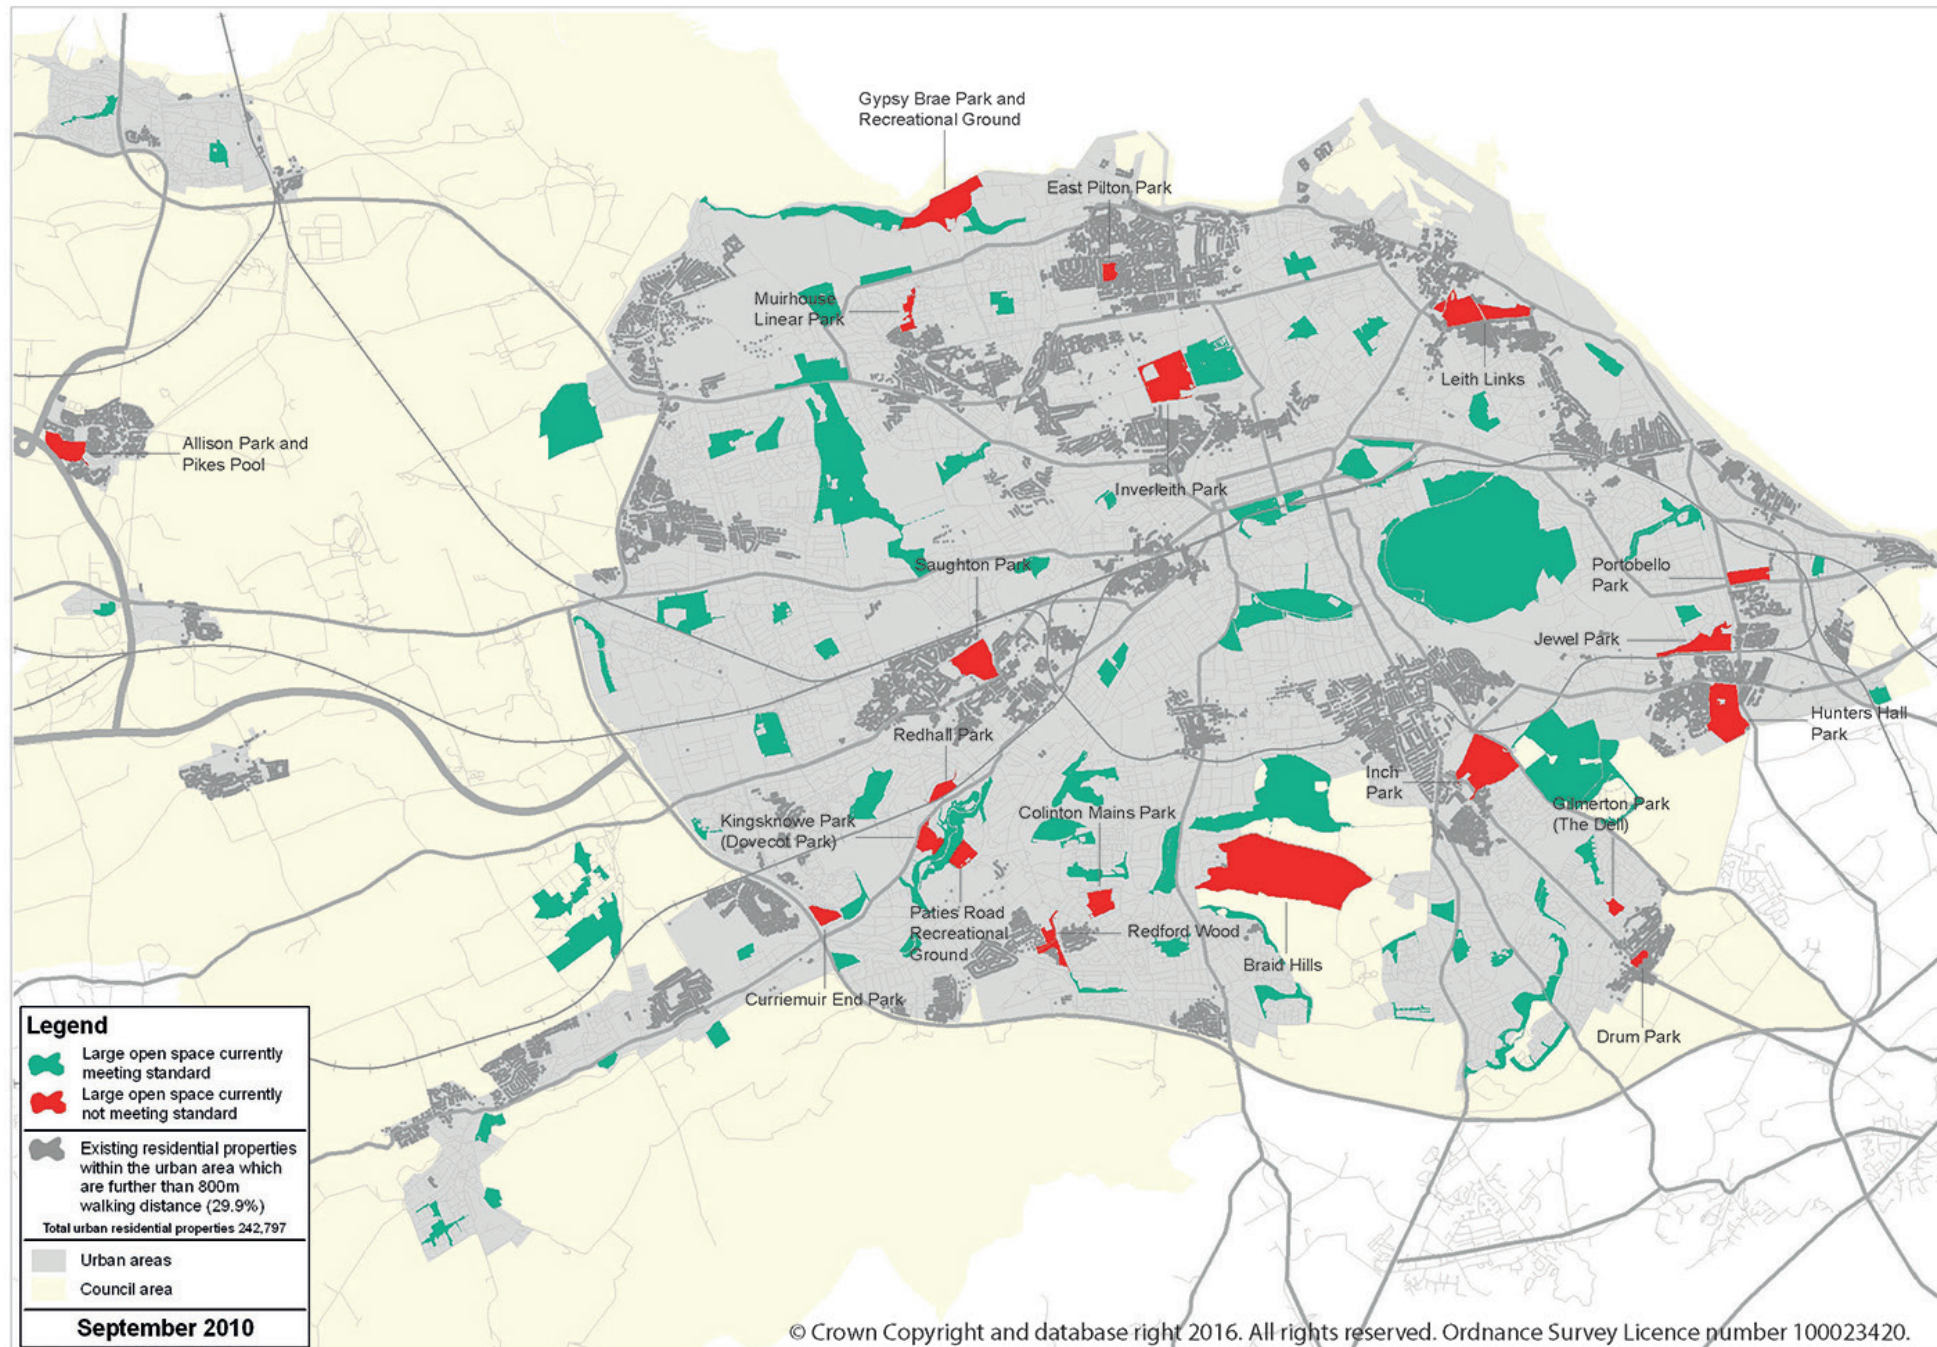 Gypsy Brae Park and
Recreational Ground
East Pilton Park
Muirhouse
Linear Park
Leith Links
Allison Park and
Pikes Pool
Inverleith Park
Saughton Park
Portobello
Park
Jewel Park
Hunters Hall
Park
Redhall Park
Inch
Park
Gilmerton Park
(The Dell)
Kingsknowe Park
(Dovecot Park)
Colinton Mains Park
Paties Road
Recreational
Ground
Redford Wood
Braid Hills
Curriemuir End Park
Drum Park
Legend
Large open space currently
meeting standard
Large open space currently
not meeting standard
Existing residential properties
within the urban area which
are further than 800m
walking distance (29.9%)
Total urban residential properties 242,797
Urban areas
Council area
September 2010
© Crown Copyright and database right 2016. All rights reserved. Ordnance Survey Licence number 100023420.